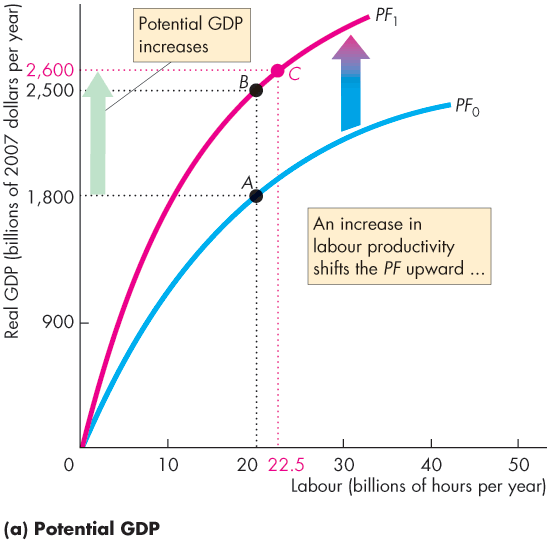 Real GDP (billions of 2007 dollars per year)
Potential GDP
increases
PF1
2,600
C
B
2,500
PF0
A
1,800
An increase in
labour productivity
shifts the PF upward ...
900
0
10
20
22.5
30
40
50
Labour (billions of hours per year)
(a) Potential GDP